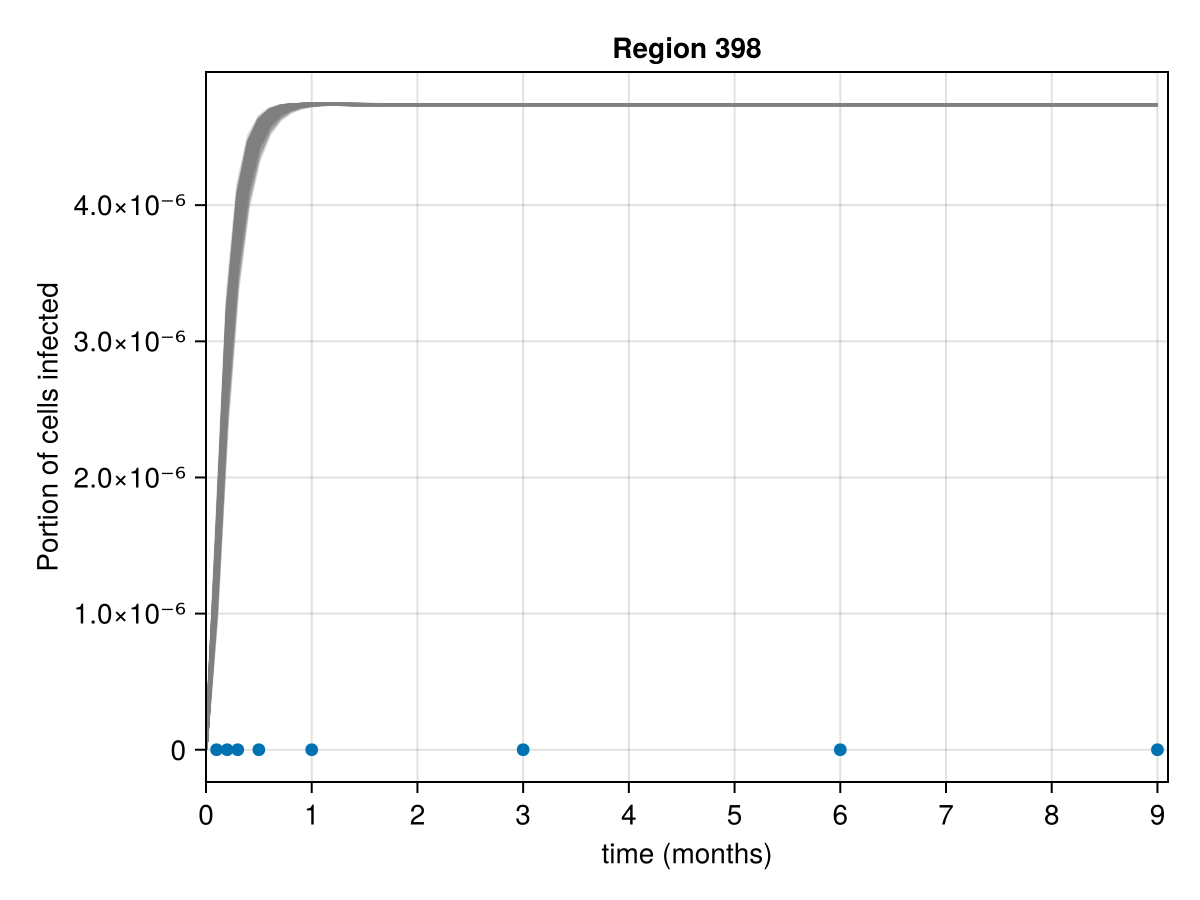 Region 398
Portion of cells infected
4.0×10⁻⁶
3.0×10⁻⁶
2.0×10⁻⁶
1.0×10⁻⁶
0
0 1 2 3 4 5 6 7 8 9
time (months)